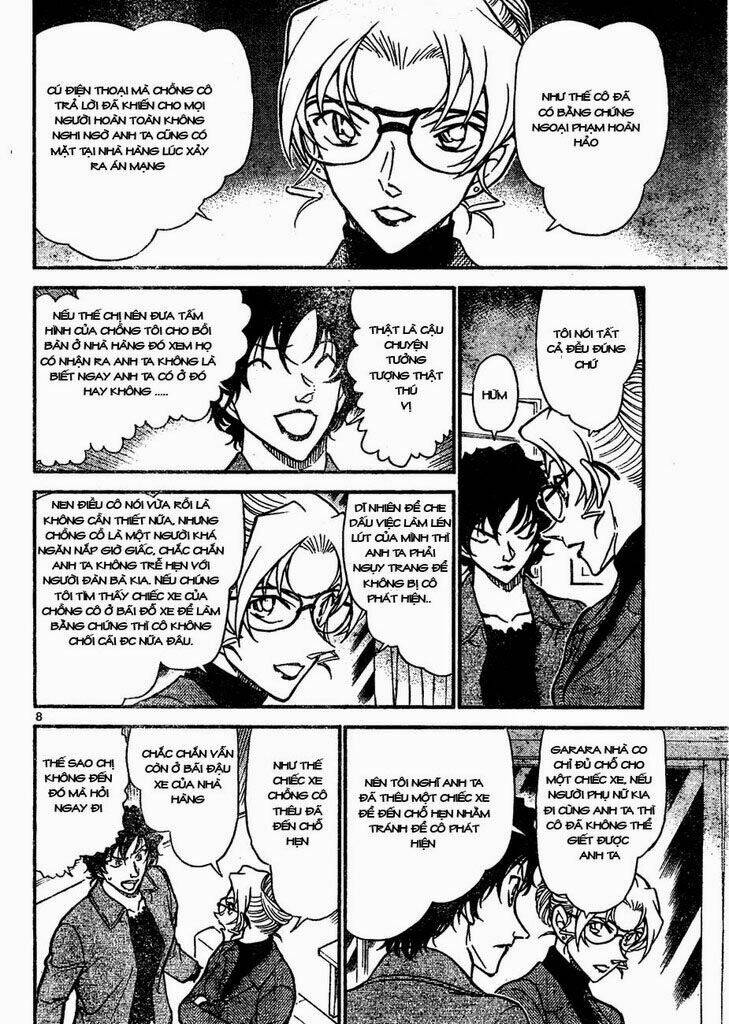 NHƯ THẾ CÔ ĐÃ
CÓ BẰNG CHỨNG
NGOẠI PHẠM HOÀN
HẢO
CÚ ĐIỆN THOẠI MÀ CHỒNG CÔ
TRẢ LỜI ĐÃ KHIẾN CHO MỌI
NGƯỜI HOÀN TOÀN KHÔNG
NGHI NGỜ ANH TA CŨNG CÓ
MẶT TẠI NHÀ HÀNG LÚC XẢY
RA ÁN MẠNG
TÔI NÓI TẤT
CẢ ĐỀU ĐÚNG
CHỨ
HỪM
THẬT LÀ CÂU
CHUYỆN
TƯỞNG
TƯỢNG THẬT
THÚ
VỊ
NẾU THẾ CHỊ NÊN ĐƯA TẤM
HÌNH CỦA CHỒNG TÔI CHO BỒI
BÀN Ở NHÀ HÀNG ĐÓ XEM HỌ
CÓ NHẬN RA ANH TA KHÔNG LÀ
BIẾT NGAY ANH TA CÓ Ở ĐÓ
HAY KHÔNG .....
DĨ NHIÊN ĐỂ CHE
DẤU VIỆC LÀM LÉN
LÚT CỦA MÌNH THÌ
ANH TA PHẢI
NGỤY TRANG ĐỂ
KHÔNG BỊ CÔ
PHÁT HIỆN..
NEN ĐIỀU CÔ NÓI VỪA RỒI LÀ
KHÔNG CẦN THIẾT NỮA, NHƯNG
CHỒNG CÔ LÀ MỘT NGƯỜI KHÁ
NGĂN NẮP GIỜ GIẤC, CHẮC CHẮN
ANH TA KHÔNG TRỄ HẸN VỚI
NGƯỜI ĐÀN BÀ KIA. NẾU CHÚNG
TÔI TÌM THẤY CHIẾC XE CỦA
CHỒNG CÔ Ở BÃI ĐỖ XE ĐỂ LÀM
BẰNG CHỨNG THÌ CÔ KHÔNG
CHỐI CÃI ĐC NỮA ĐÂU.
8
GARARA NHÀ CO
CHỈ ĐỦ CHỖ CHO
MỘT CHIẾC XE, NẾU
NGƯỜI PHỤ NỮ KIA
ĐI CÙNG ANH TA THÌ
CÔ ĐÃ KHÔNG THỂ
GIẾT ĐƯỢC
ANH TA
NÊN TÔI NGHĨ ANH TA
ĐÃ THÊU MỘT CHIẾC XE
ĐỂ ĐẾN CHỖ HẸN NHẰM
TRÁNH ĐỂ CÔ PHÁT
HIỆN
NHƯ THẾ
CHIẾC XE
CHỒNG CÔ
THÊU ĐÃ
ĐẾN CHỖ
HẸN
CHẮC CHẮN VẪN
CÒN Ở BÃI ĐẬU
XE CỦA NHÀ
HÀNG
THẾ SAO CHỊ
KHÔNG ĐẾN
ĐÓ MÀ HỎI
NGAY ĐI